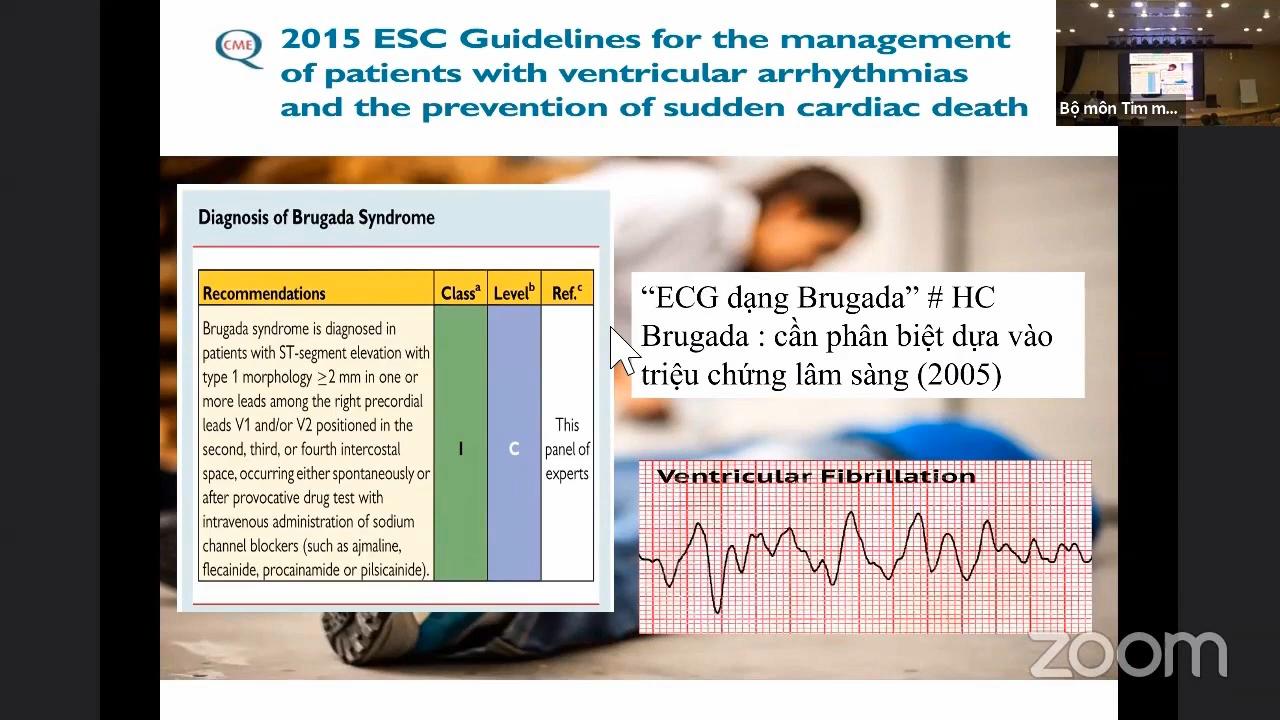 CME
2015 ESC Guidelines for the management
of patients with ventricular arrhythmias
and the prevention of sudden cardiac death
Bộ môn Tim m...
Diagnosis of Brugada Syndrome
Recommendations Classᵃ Levelᵇ Ref.ᶜ
Brugada syndrome is diagnosed in
patients with ST-segment elevation with
type 1 morphology ≥2 mm in one or
more leads among the right precordial
leads V1 and/or V2 positioned in the
second, third, or fourth intercostal
space, occurring either spontaneously or
after provocative drug test with
intravenous administration of sodium
channel blockers (such as ajmaline,
flecainide, procainamide or pilsicainide).
I
C
This
panel of
experts
“ECG dạng Brugada” # HC
Brugada : cần phân biệt dựa vào
triệu chứng lâm sàng (2005)
Ventricular Fibrillation
zoom